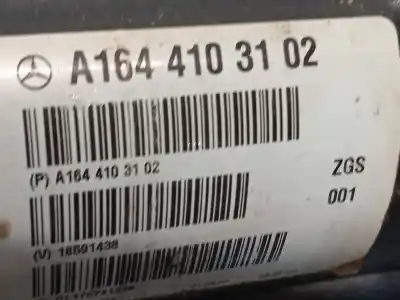 A164 410 31 02
(P) A164 410 31 02
ZGS
001
(V) 18591438